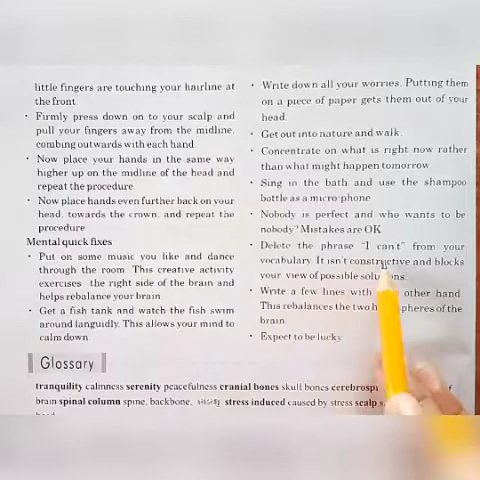 little fingers are touching your hairline at
the front.
• Firmly press down on to your scalp and
pull your fingers away from the midline,
combing outwards with each hand.
• Now place your hands in the same way
higher up on the midline of the head and
repeat the procedure.
• Now place hands even further back on your
head, towards the crown, and repeat the
procedure.
Mental quick fixes
• Put on some music you like and dance
through the room. This creative activity
exercises the right side of the brain and
helps rebalance your brain.
• Get a fish tank and watch the fish swim
around languidly. This allows your mind to
calm down.
• Write down all your worries. Putting them
on a piece of paper gets them out of your
head.
• Get out into nature and walk.
• Concentrate on what is right now rather
than what might happen tomorrow.
• Sing in the bath and use the shampoo
bottle as a micro phone.
• Nobody is perfect and who wants to be
nobody? Mistakes are OK.
• Delete the phrase "I can't" from your
vocabulary. It isn't constructive and blocks
your view of possible
• Write a few lines with other hand.
This rebalances the two of the
brain.
• Expect to be lucky.
Glossary
tranquility calmness serenity peacefulness cranial bones skull bones
brain spinal column spine, backbone, stress induced caused by stress scalp